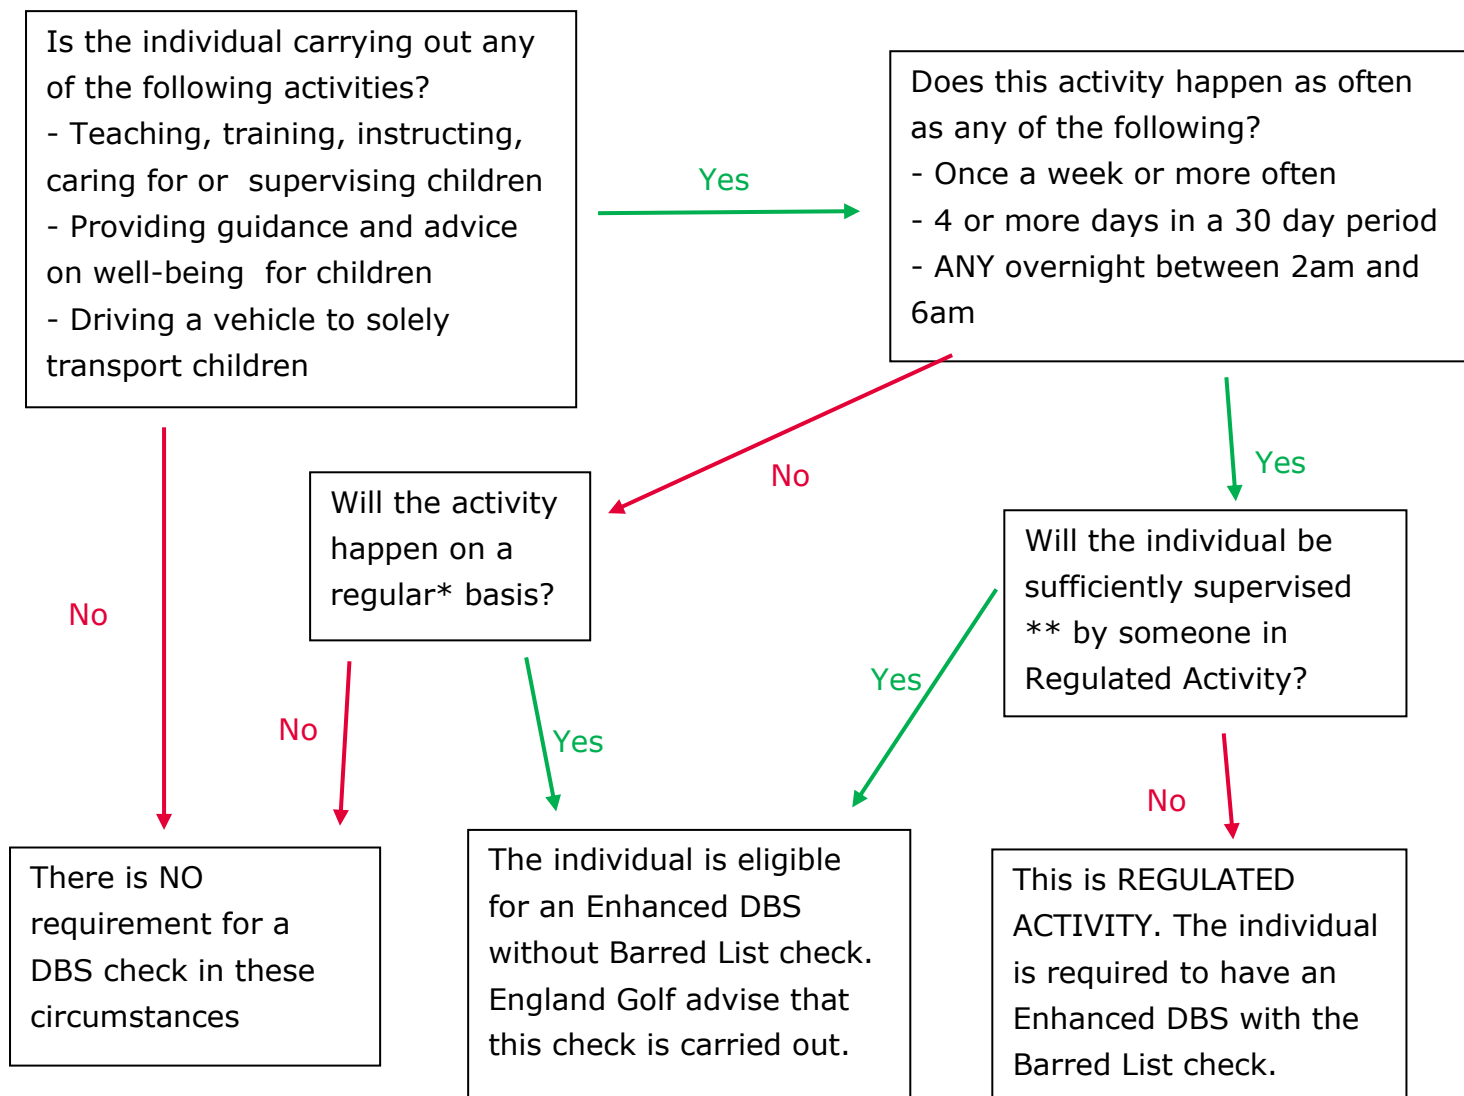 Is the individual carrying out any
of the following activities?
- Teaching, training, instructing,
caring for or  supervising children
- Providing guidance and advice
on well-being  for children
- Driving a vehicle to solely
transport children
Yes
Does this activity happen as often
as any of the following?
- Once a week or more often
- 4 or more days in a 30 day period
- ANY overnight between 2am and
6am
No
Yes
No
Will the activity
happen on a
regular* basis?
Will the individual be
sufficiently supervised
** by someone in
Regulated Activity?
No
Yes
Yes
No
There is NO
requirement for a
DBS check in these
circumstances
The individual is eligible
for an Enhanced DBS
without Barred List check.
England Golf advise that
this check is carried out.
This is REGULATED
ACTIVITY. The individual
is required to have an
Enhanced DBS with the
Barred List check.